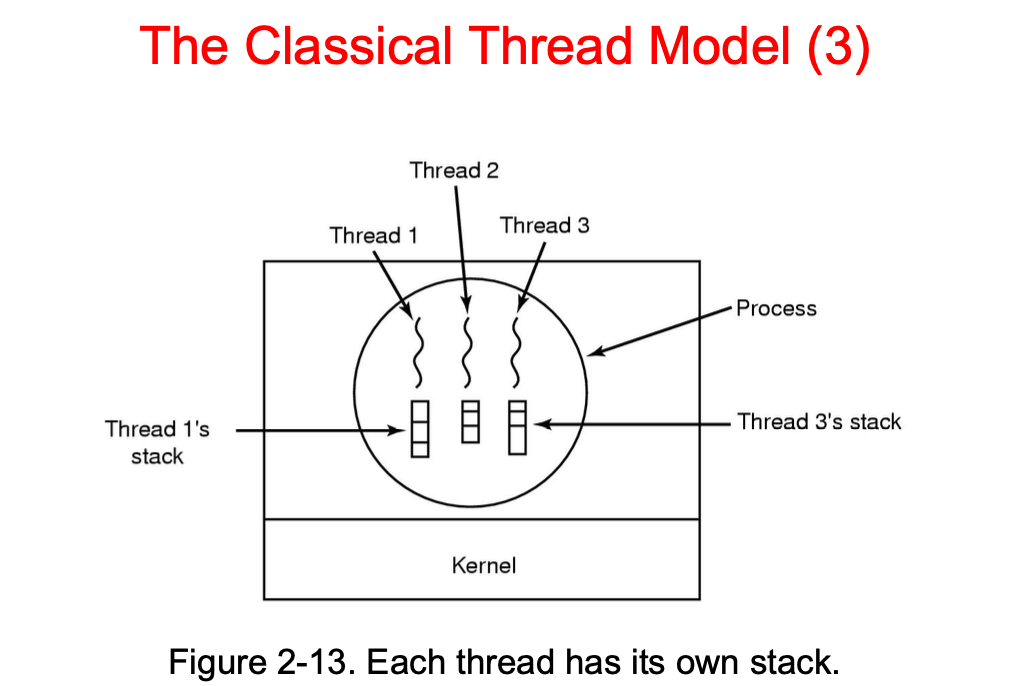 The Classical Thread Model (3)
Thread 2
Thread 1
Thread 3
Process
Thread 1's
stack
Thread 3's stack
Kernel
Figure 2-13. Each thread has its own stack.